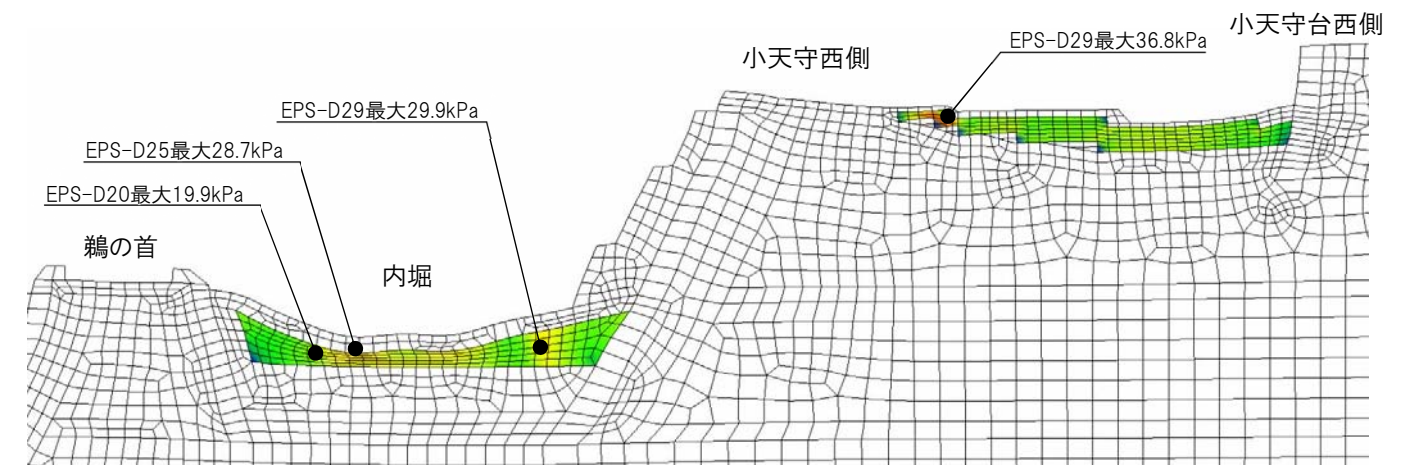 小天守台西側
EPS-D29最大36.8kPa
小天守西側
EPS-D29最大29.9kPa
EPS-D25最大28.7kPa
EPS-D20最大19.9kPa
鵜の首
内堀